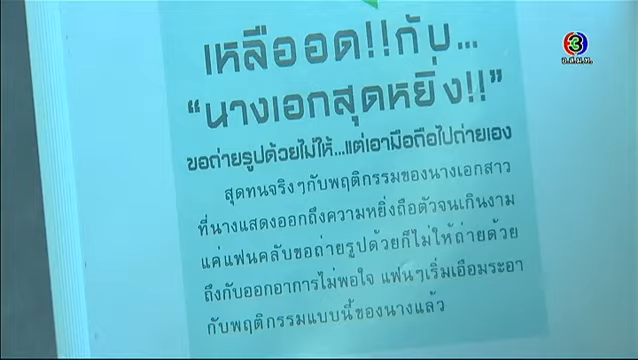 3
อ.ส.ม.ท.
เหลืออด!!กับ...
“นางเอกสุดหยิ่ง!!”
ขอถ่ายรูปด้วยไม่ให้...แต่เอามือถือไปถ่ายเอง
สุดทนจริงๆกับพฤติกรรมของนางเอกสาว
ที่นางแสดงออกถึงความหยิ่งถือตัวจนเกินงาม
แค่แฟนคลับขอถ่ายรูปด้วยก็ไม่ให้ถ่ายด้วย
ถึงกับออกอาการไม่พอใจ แฟนๆเริ่มเอือมระอา
กับพฤติกรรมแบบนี้ของนางแล้ว